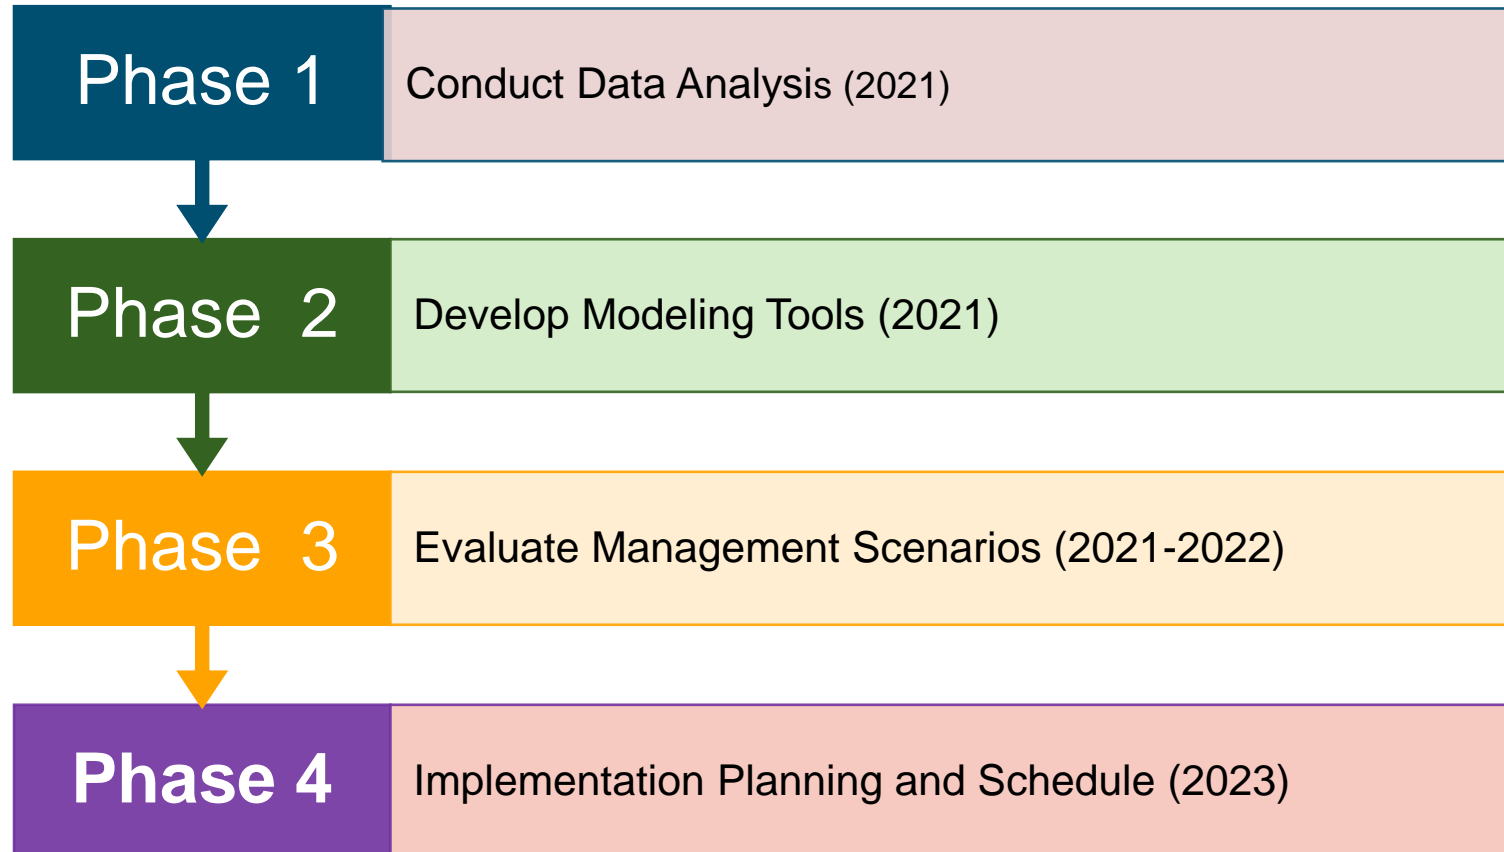 Phase 1
Conduct Data Analysis (2021)
Phase 2
Develop Modeling Tools (2021)
Phase 3
Evaluate Management Scenarios (2021-2022)
Phase 4
Implementation Planning and Schedule (2023)